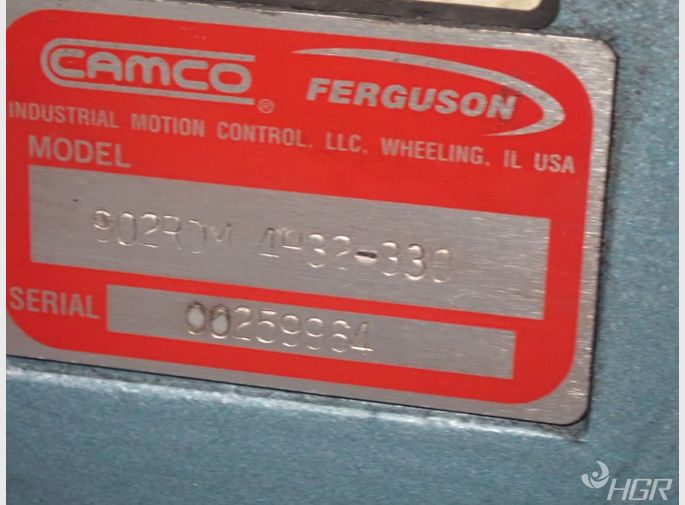 CAMCO® FERGUSON
INDUSTRIAL MOTION CONTROL, LLC, WHEELING, IL USA
MODEL
902RDM 4H32-330
SERIAL
00259964
HGR